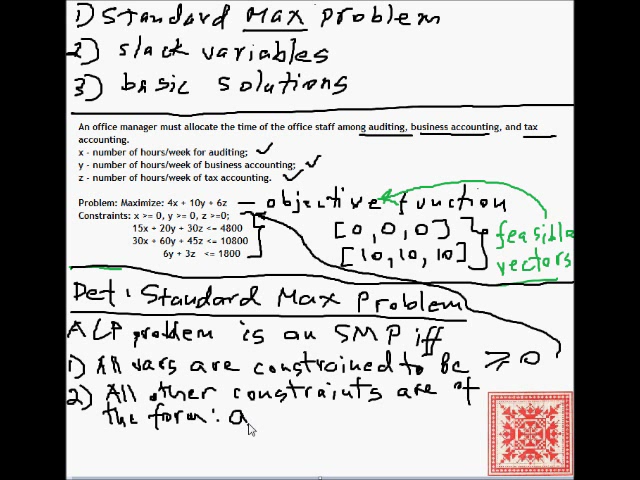 1) Standard Max Problem
2) slack variables
3) basic solutions
An office manager must allocate the time of the office staff among auditing, business accounting, and tax
accounting.
x - number of hours/week for auditing;
y - number of hours/week of business accounting;
z - number of hours/week of tax accounting.
Problem: Maximize: 4x + 10y + 6z — objective function
Constraints: x >= 0, y >= 0, z >=0;
15x + 20y + 30z <= 4800
30x + 60y + 45z <= 10800
6y + 3z <= 1800
[0, 0, 0]
[10, 10, 10]
feasible
vectors
Def: Standard Max Problem
A LP problem is an SMP iff
1) All vars are constrained to be ≥ 0
2) All other constraints are of
the form: a